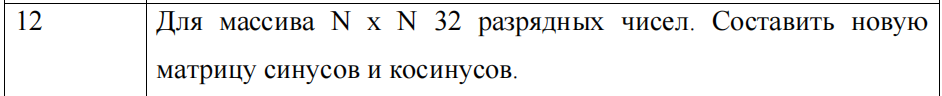 12 Для массива N x N 32 разрядных чисел. Составить новую
матрицу синусов и косинусов.